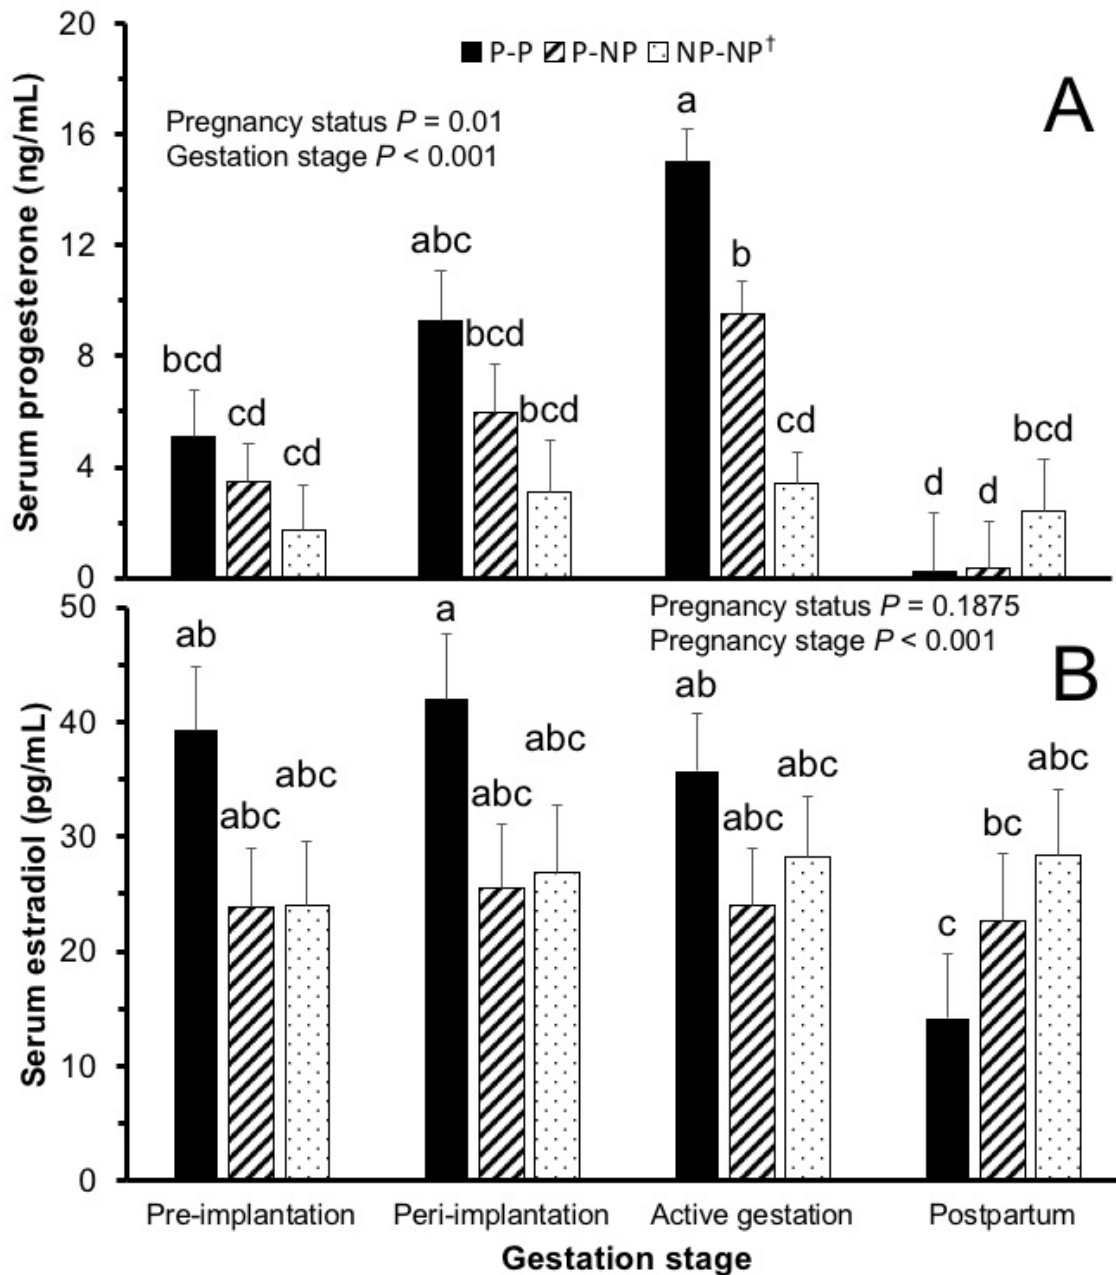 20
P-P P-NP NP-NP†
A
a
Pregnancy status P = 0.01
Gestation stage P < 0.001
16
abc
b
12
Serum progesterone (ng/mL)
bcd
bcd
8
bcd
cd
cd
cd
bcd
4
d
d
0
50
Pregnancy status P = 0.1875
Pregnancy stage P < 0.001
B
ab
a
ab
40
abc
abc
abc
abc
abc
abc
abc
30
bc
Serum estradiol (pg/mL)
20
c
10
0
Pre-implantation Peri-implantation Active gestation Postpartum
Gestation stage